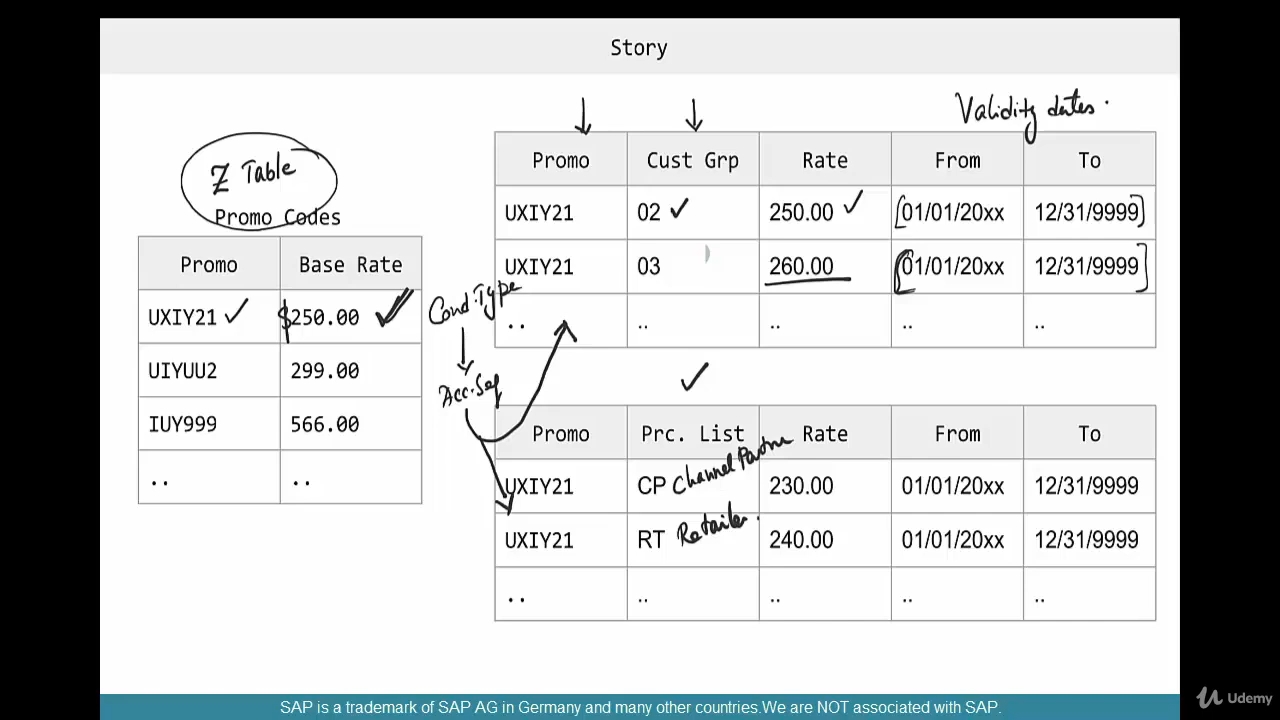 Story
Validity dates.
Z Table
Promo Codes
Promo Base Rate
UXIY21 $250.00
UIYUU2 299.00
IUY999 566.00
.. ..
Cond.Type
Acc.Seq
Promo Cust Grp Rate From To
UXIY21 02 250.00 [01/01/20xx 12/31/9999]
UXIY21 03 260.00 [01/01/20xx 12/31/9999]
.. .. .. .. ..
Promo Prc. List Rate From To
UXIY21 CP Channel Partner 230.00 01/01/20xx 12/31/9999
UXIY21 RT Retailer. 240.00 01/01/20xx 12/31/9999
.. .. .. .. ..
SAP is a trademark of SAP AG in Germany and many other countries.We are NOT associated with SAP.
Udemy